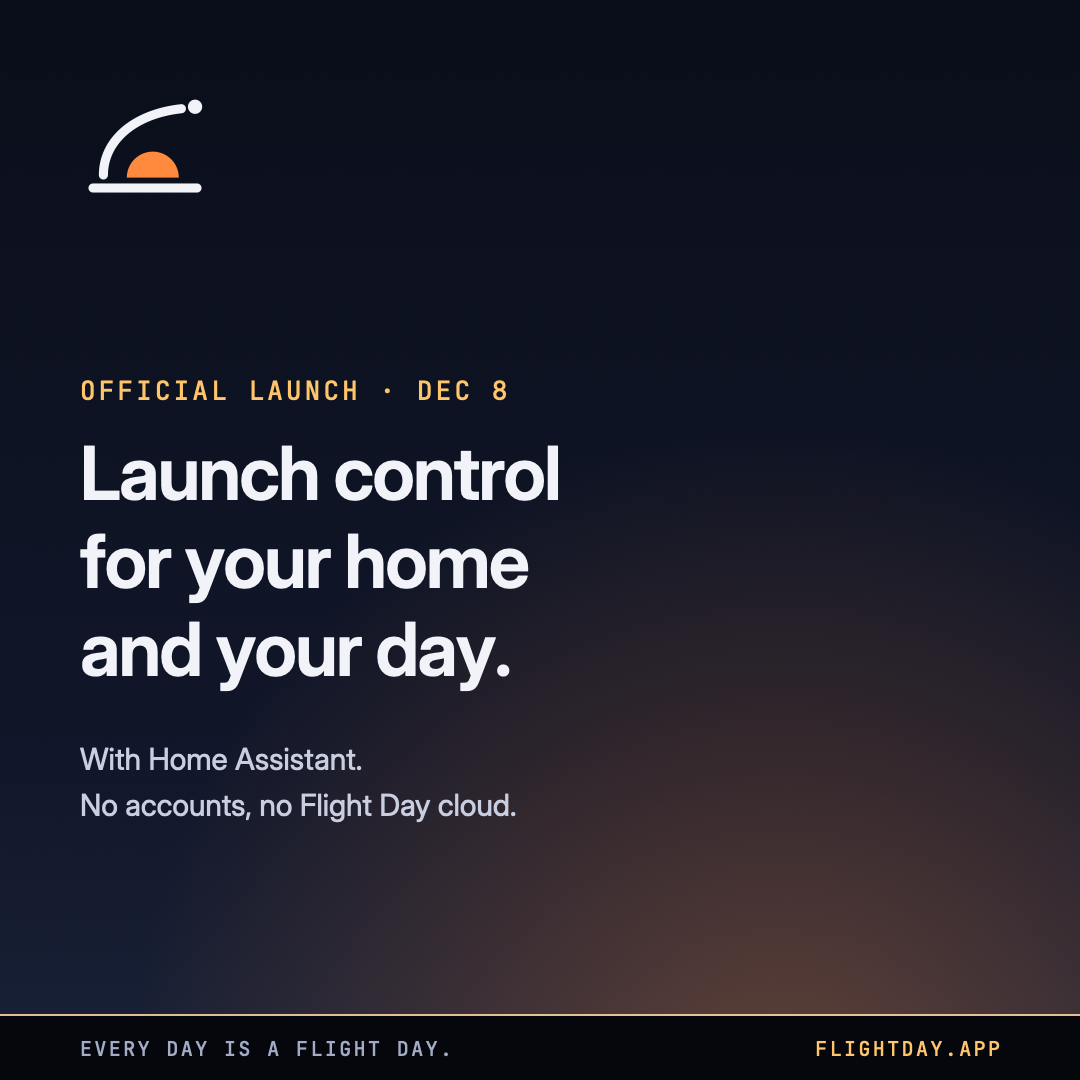 OFFICIAL LAUNCH · DEC 8
Launch control
for your home
and your day.
With Home Assistant.
No accounts, no Flight Day cloud.
EVERY DAY IS A FLIGHT DAY.
FLIGHTDAY.APP